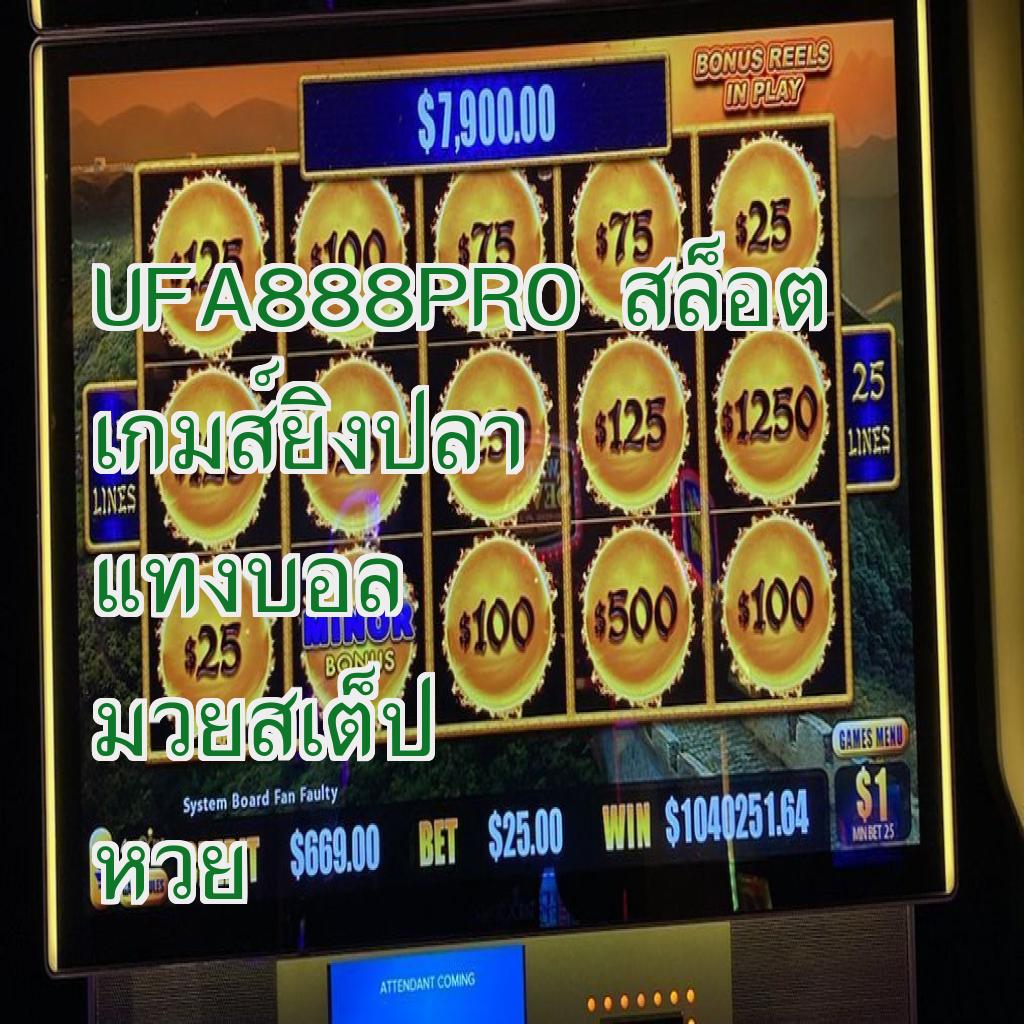 BONUS REELS
IN PLAY
$7,900.00
$125 $100 $75 $75 $25
UFA888PRO สล็อต
25
LINES
เกมส์ยิงปลา
$125 $1250
LINES
แทงบอล
MINOR
BONUS
$25 $100 $500 $100
มวยสเต็ป
GAMES MENU
System Board Fan Faulty
$1
MIN BET 25
$669.00 BET $25.00 WIN $1040251.64
หวย
ATTENDANT COMING